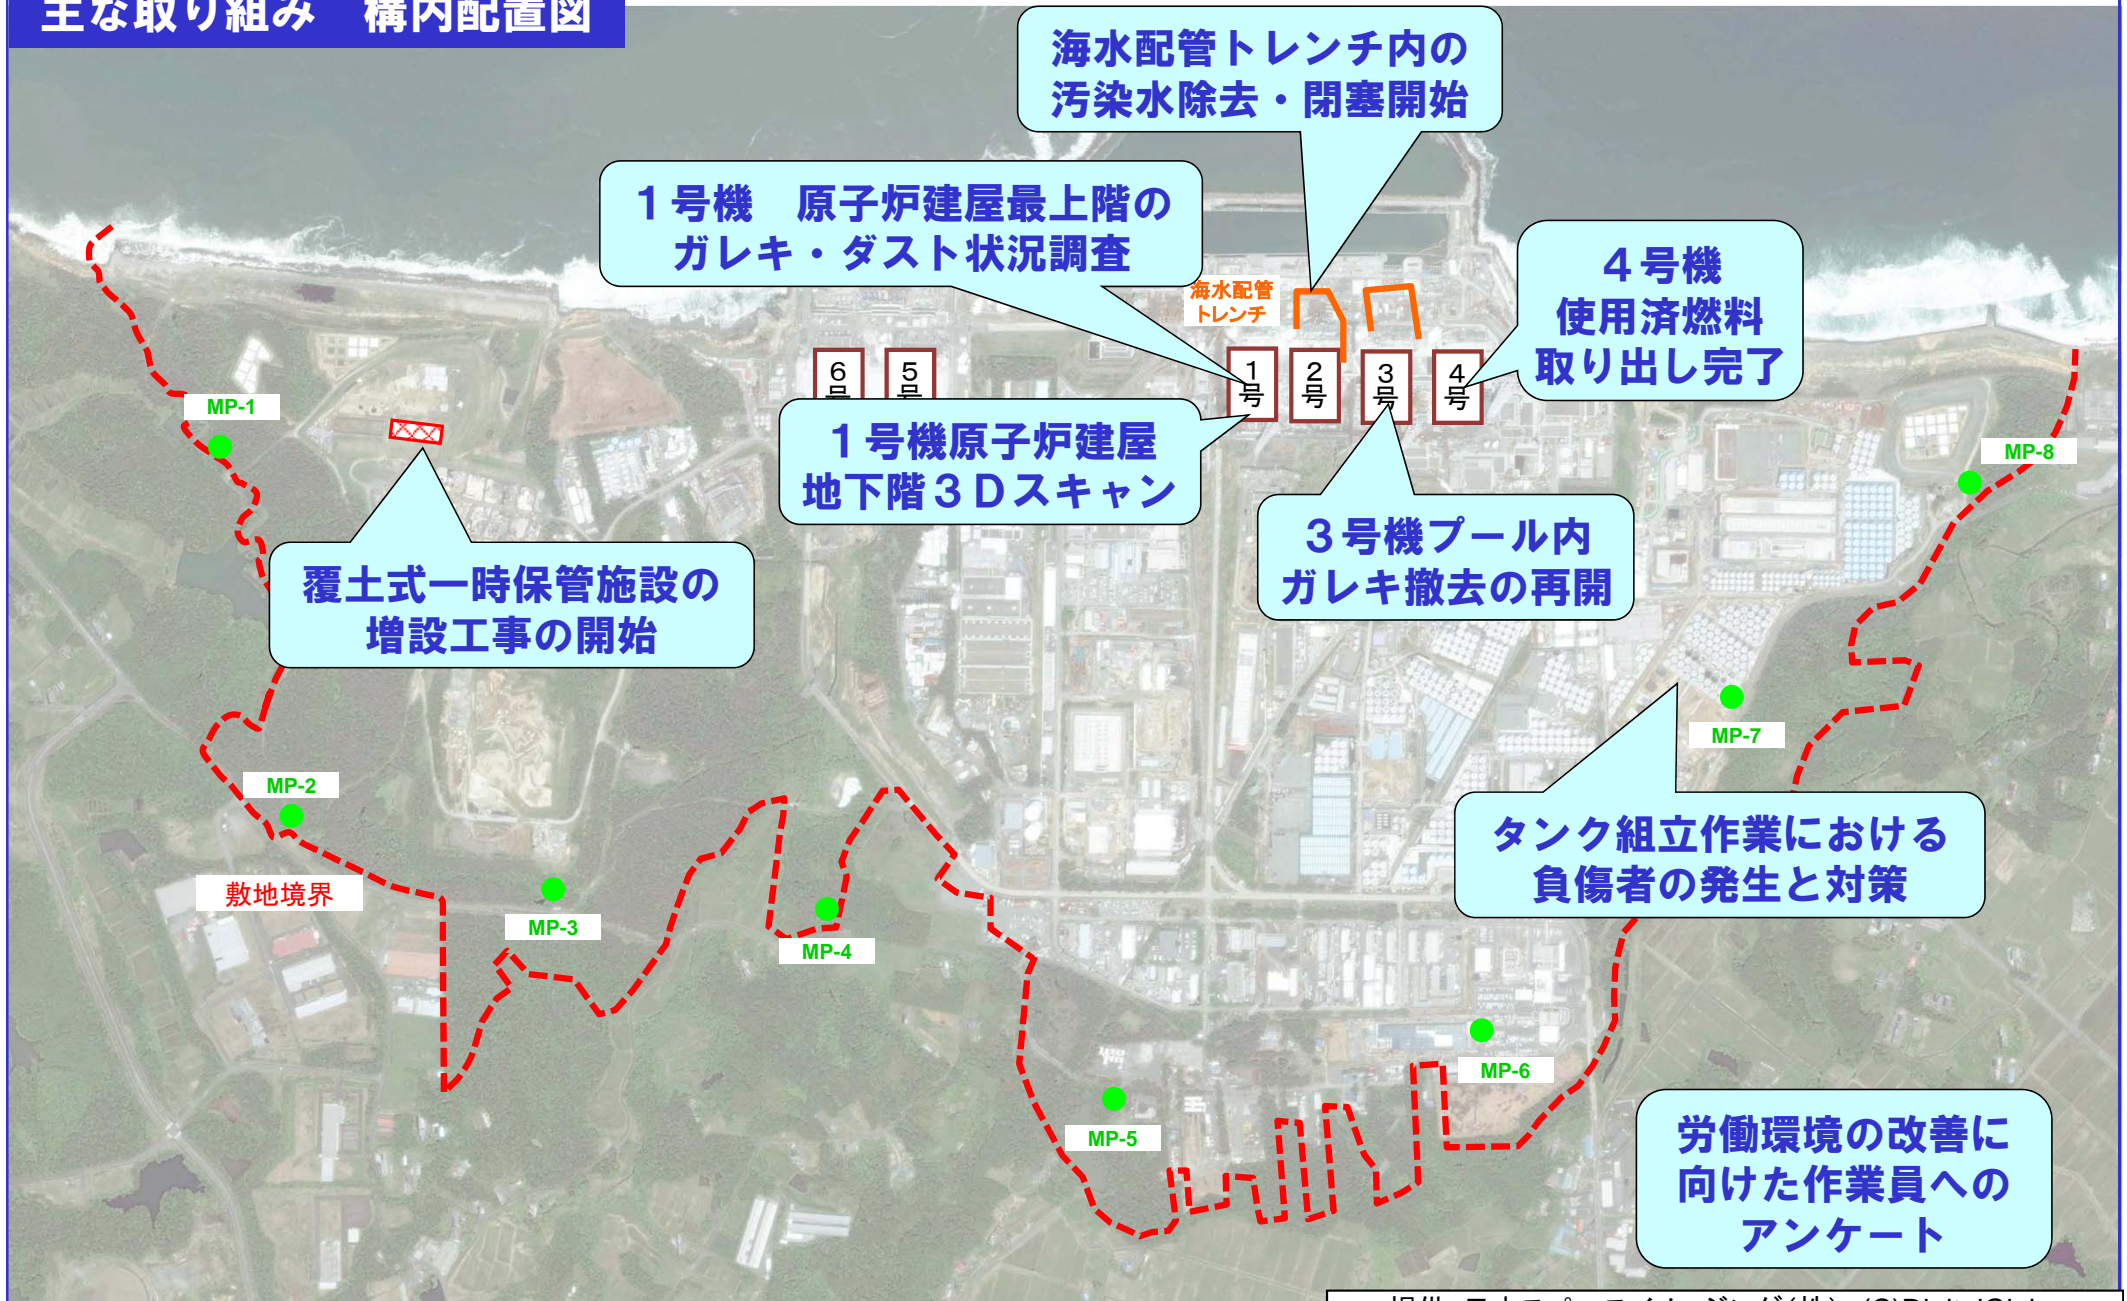 主な取り組み　構内配置図
海水配管トレンチ内の
汚染水除去・閉塞開始
１号機　原子炉建屋最上階の
ガレキ・ダスト状況調査
４号機
使用済燃料
取り出し完了
海水配管
トレンチ
6
号
5
号
1
号
2
号
3
号
4
号
MP-1
１号機原子炉建屋
地下階３Ｄスキャン
MP-8
３号機プール内
ガレキ撤去の再開
覆土式一時保管施設の
増設工事の開始
MP-7
MP-2
タンク組立作業における
負傷者の発生と対策
敷地境界
MP-3
MP-4
MP-6
MP-5
労働環境の改善に
向けた作業員への
アンケート